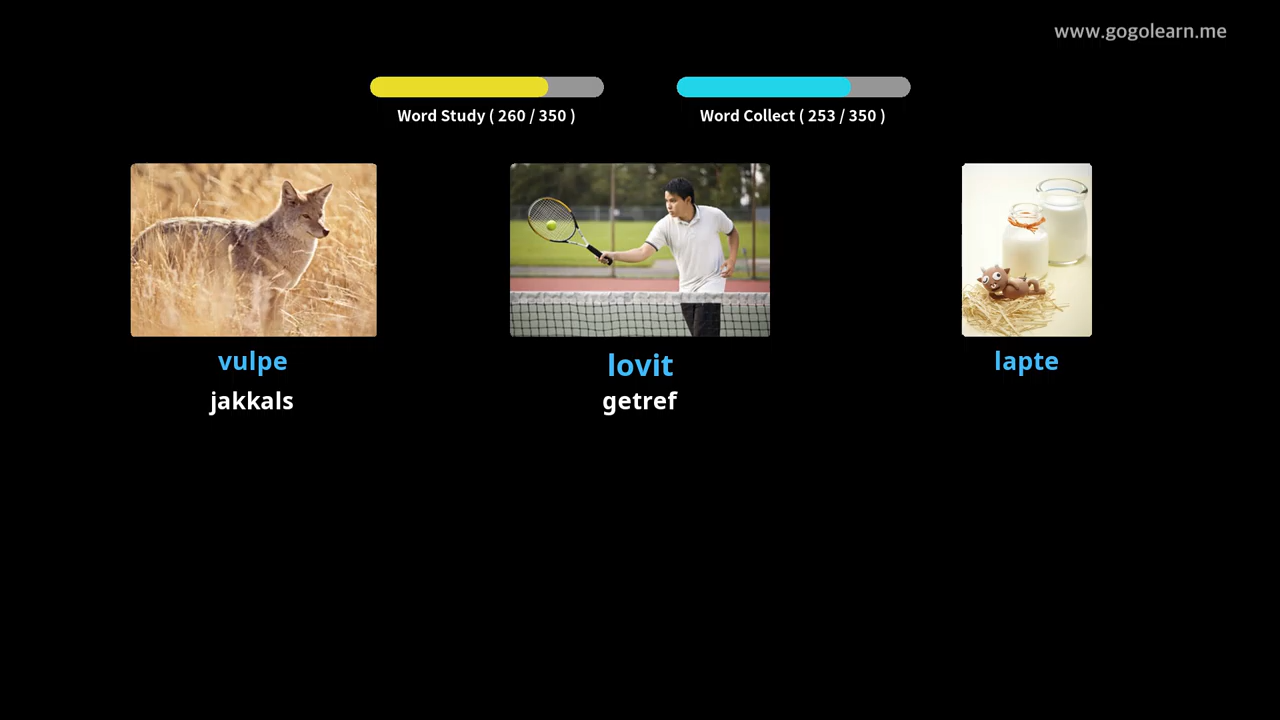 www.gogolearn.me
Word Study ( 260 / 350 )
Word Collect ( 253 / 350 )
vulpe
lovit
lapte
jakkals
getref